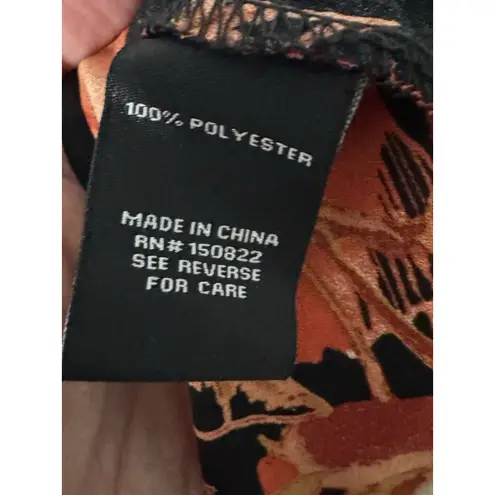 100% POLYESTER
MADE IN CHINA
RN# 150822
SEE REVERSE
FOR CARE